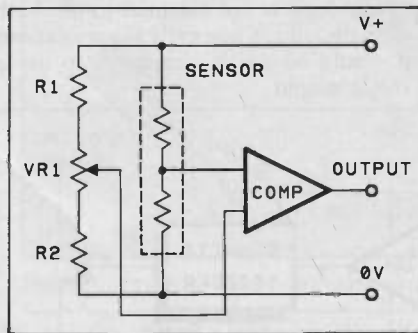 V+
SENSOR
R1
VR1
COMP
OUTPUT
R2
0V